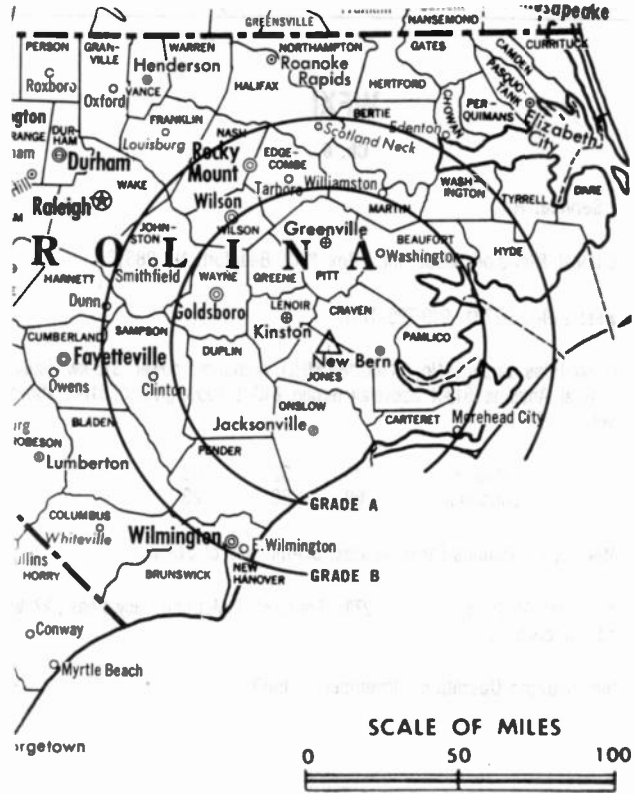 GREENSVILLE
NANSEMOND
PERSON
GRAN-
VILLE
WARREN
NORTHAMPTON
GATES
CAMDEN
CURRITUCK
Roxboro
Henderson
VANCE
Oxford
Roanoke
Rapids
HALIFAX
HERTFORD
PASQUO-
TANK
BERTIE
CHOWAN
PER-
QUIMANS
Elizabeth
City
Edenton
FRANKLIN
Louisburg
NASH
Scotland Neck
DUR-
HAM
Durham
Rocky
Mount
EDGE-
COMBE
Tarboro
Williamston
MARTIN
WASH-
INGTON
TYRRELL
DARE
WAKE
Raleigh
Wilson
WILSON
JOHN-
STON
Greenville
PITT
BEAUFORT
Washington
HYDE
R O L I N A
HARNETT
Smithfield
WAYNE
GREENE
Dunn
Goldsboro
LENOIR
Kinston
CRAVEN
PAMLICO
CUMBERLAND
SAMPSON
Fayetteville
DUPLIN
New Bern
JONES
Owens
Clinton
ONSLOW
CARTERET
Morehead City
BLADEN
Jacksonville
ROBESON
Lumberton
PENDER
GRADE A
COLUMBUS
Whiteville
Wilmington
E. Wilmington
HORRY
BRUNSWICK
NEW
HANOVER
GRADE B
Conway
Myrtle Beach
rgetown
SCALE OF MILES
0 50 100